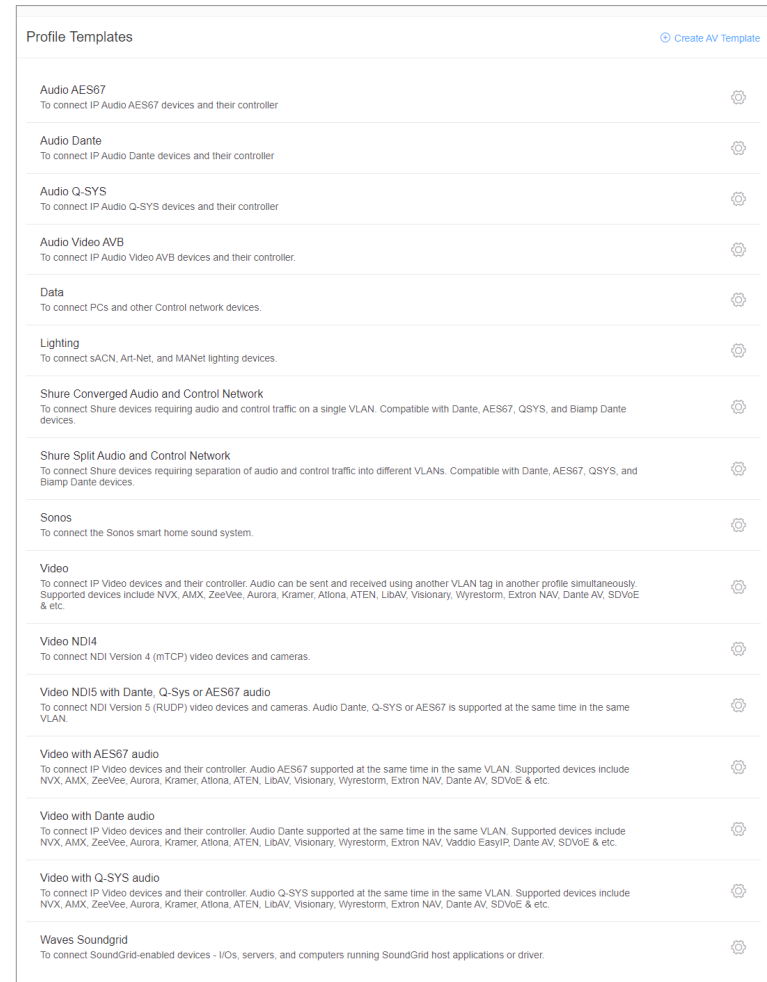 Profile Templates
Create AV Template
Audio AES67
To connect IP Audio AES67 devices and their controller
Audio Dante
To connect IP Audio Dante devices and their controller
Audio Q-SYS
To connect IP Audio Q-SYS devices and their controller
Audio Video AVB
To connect IP Audio Video AVB devices and their controller.
Data
To connect PCs and other Control network devices.
Lighting
To connect sACN, Art-Net, and MANet lighting devices.
Shure Converged Audio and Control Network
To connect Shure devices requiring audio and control traffic on a single VLAN. Compatible with Dante, AES67, QSYS, and Biamp Dante
devices.
Shure Split Audio and Control Network
To connect Shure devices requiring separation of audio and control traffic into different VLANs. Compatible with Dante, AES67, QSYS, and
Biamp Dante devices.
Sonos
To connect the Sonos smart home sound system.
Video
To connect IP Video devices and their controller. Audio can be sent and received using another VLAN tag in another profile simultaneously.
Supported devices include NVX, AMX, ZeeVee, Aurora, Kramer, Atlona, ATEN, LibAV, Visionary, Wyrestorm, Extron NAV, Dante AV, SDVoE
& etc.
Video NDI4
To connect NDI Version 4 (mTCP) video devices and cameras.
Video NDI5 with Dante, Q-Sys or AES67 audio
To connect NDI Version 5 (RUDP) video devices and cameras. Audio Dante, Q-SYS or AES67 is supported at the same time in the same
VLAN.
Video with AES67 audio
To connect IP Video devices and their controller. Audio AES67 supported at the same time in the same VLAN. Supported devices include
NVX, AMX, ZeeVee, Aurora, Kramer, Atlona, ATEN, LibAV, Visionary, Wyrestorm, Extron NAV, Dante AV, SDVoE & etc.
Video with Dante audio
To connect IP Video devices and their controller. Audio Dante supported at the same time in the same VLAN. Supported devices include
NVX, AMX, ZeeVee, Aurora, Kramer, Atlona, ATEN, LibAV, Visionary, Wyrestorm, Extron NAV, Vaddio EasyIP, Dante AV, SDVoE & etc.
Video with Q-SYS audio
To connect IP Video devices and their controller. Audio Q-SYS supported at the same time in the same VLAN. Supported devices include
NVX, AMX, ZeeVee, Aurora, Kramer, Atlona, ATEN, LibAV, Visionary, Wyrestorm, Extron NAV, Dante AV, SDVoE & etc.
Waves Soundgrid
To connect SoundGrid-enabled devices - I/Os, servers, and computers running SoundGrid host applications or driver.